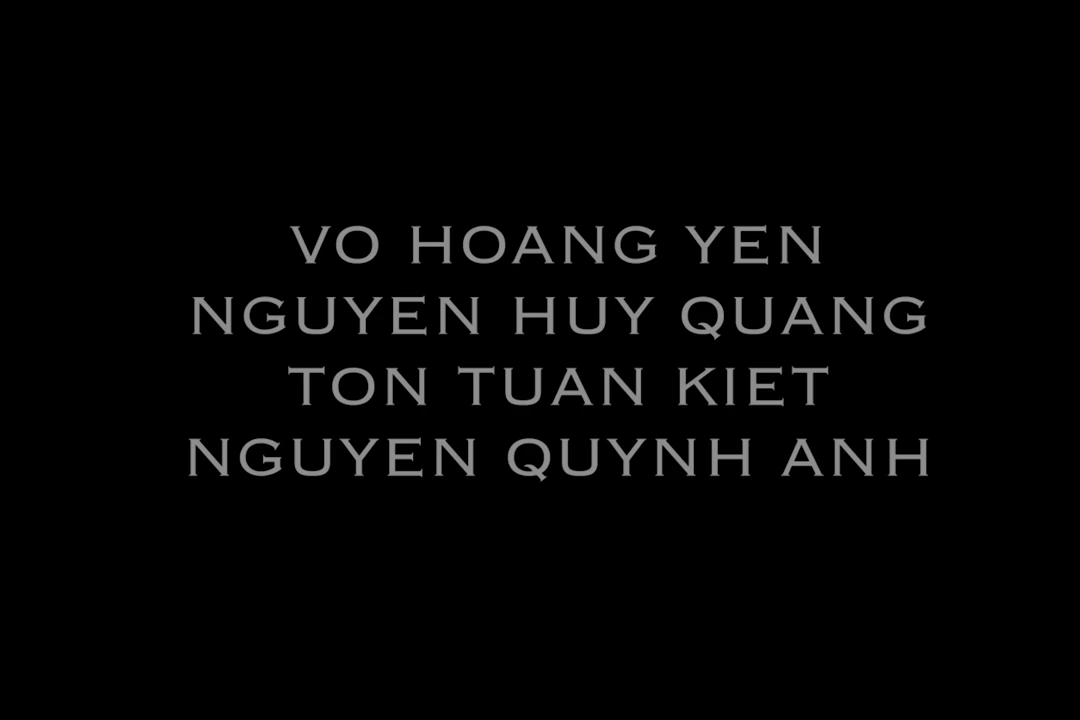 VO HOANG YEN
NGUYEN HUY QUANG
TON TUAN KIET
NGUYEN QUYNH ANH